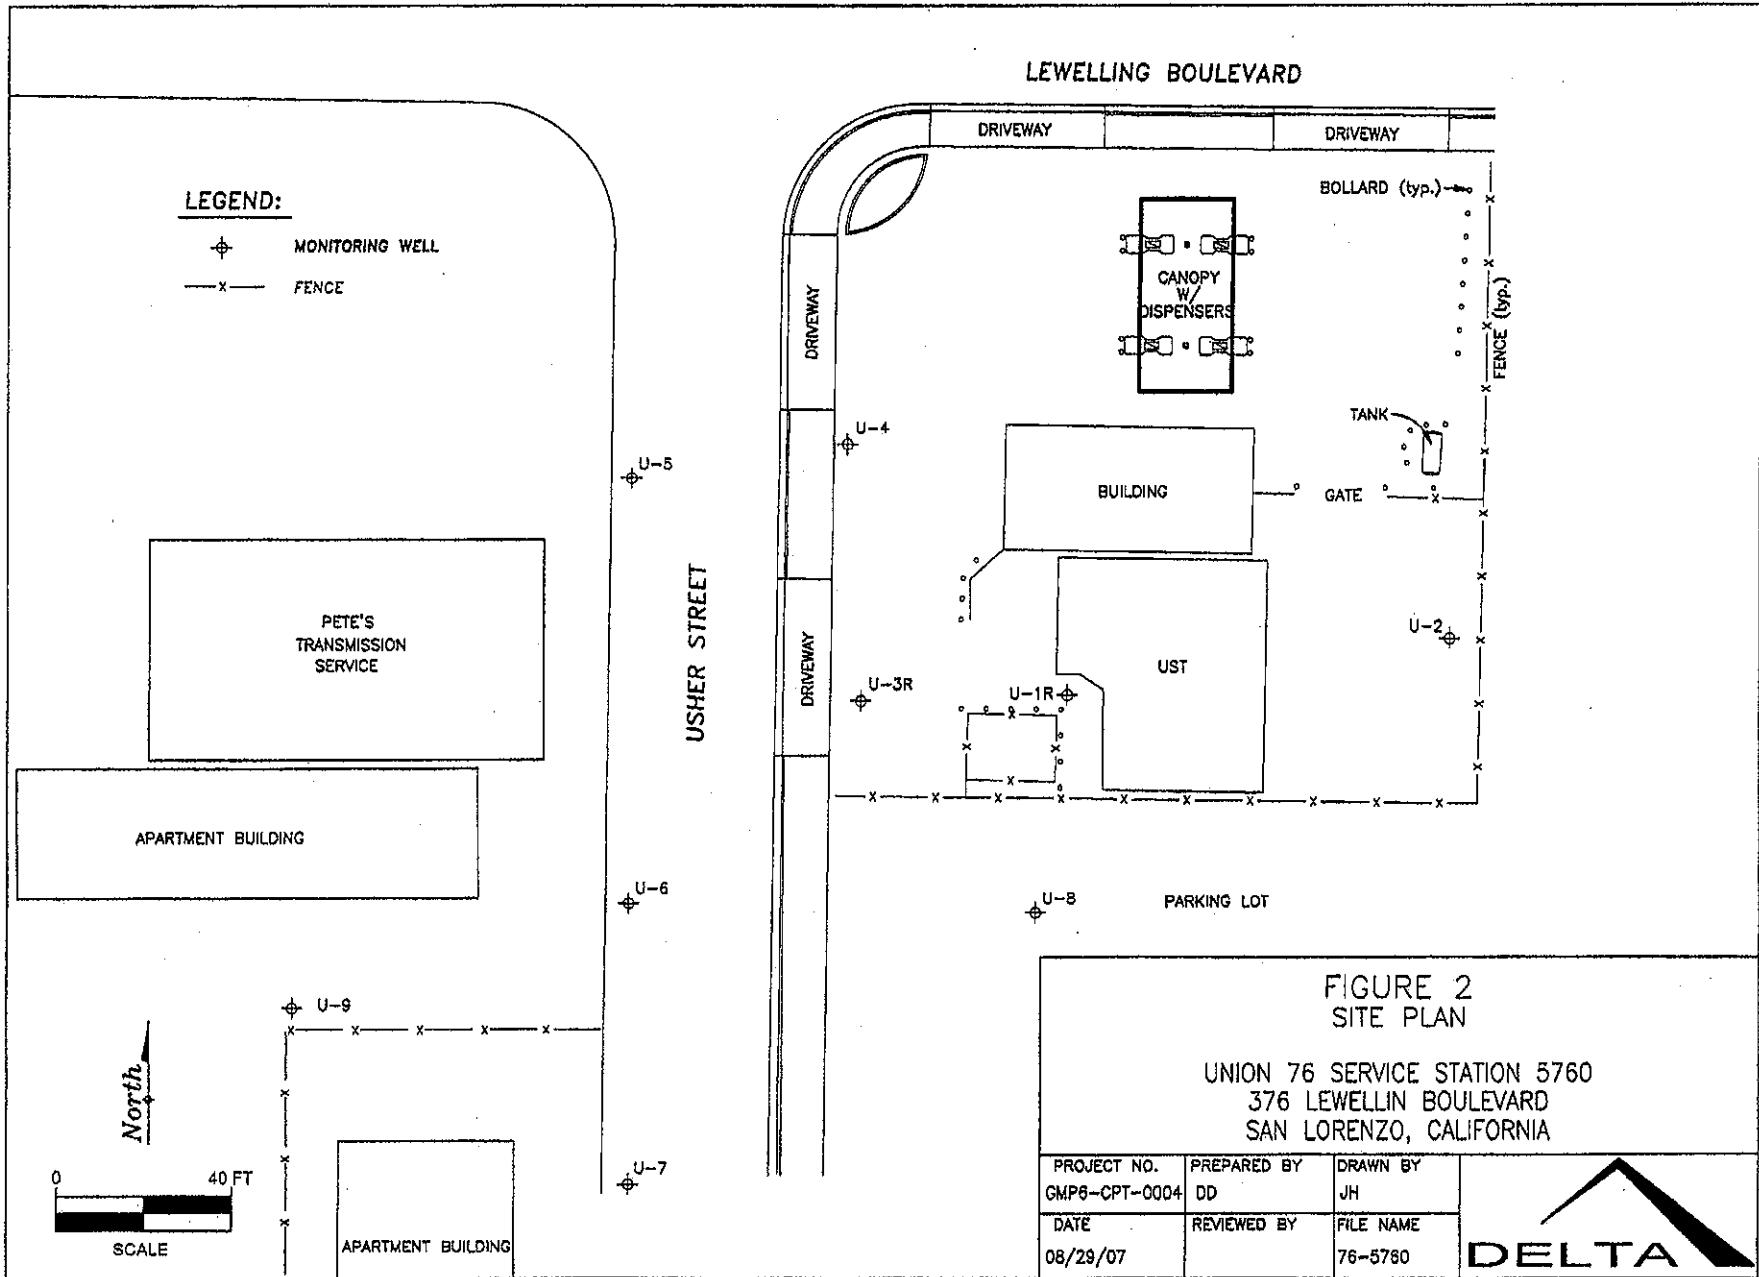 LEWELLING BOULEVARD
DRIVEWAY
DRIVEWAY
BOLLARD (typ.)
LEGEND:
MONITORING WELL
FENCE
DRIVEWAY
CANOPY
W/
DISPENSERS
FENCE (typ.)
TANK
U-4
U-5
BUILDING
GATE
PETE'S
TRANSMISSION
SERVICE
USHER STREET
DRIVEWAY
U-2
UST
U-3R
U-1R
APARTMENT BUILDING
U-6
U-8
PARKING LOT
U-9
North
U-7
0 40 FT
SCALE
APARTMENT BUILDING
FIGURE 2
SITE PLAN
UNION 76 SERVICE STATION 5760
376 LEWELLIN BOULEVARD
SAN LORENZO, CALIFORNIA
PROJECT NO.
GMP6-CPT-0004
PREPARED BY
DD
DRAWN BY
JH
DATE
08/29/07
REVIEWED BY
FILE NAME
76-5760
DELTA